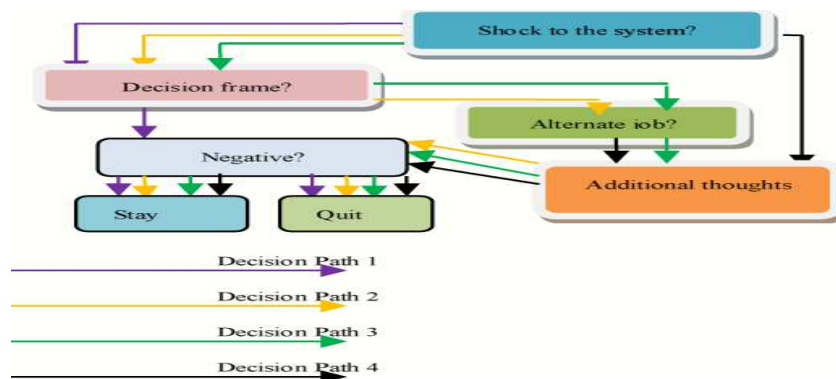 Shock to the system?
Decision frame?
Alternate iob?
Negative?
Additional thoughts
Stay
Quit
Decision Path 1
Decision Path 2
Decision Path 3
Decision Path 4